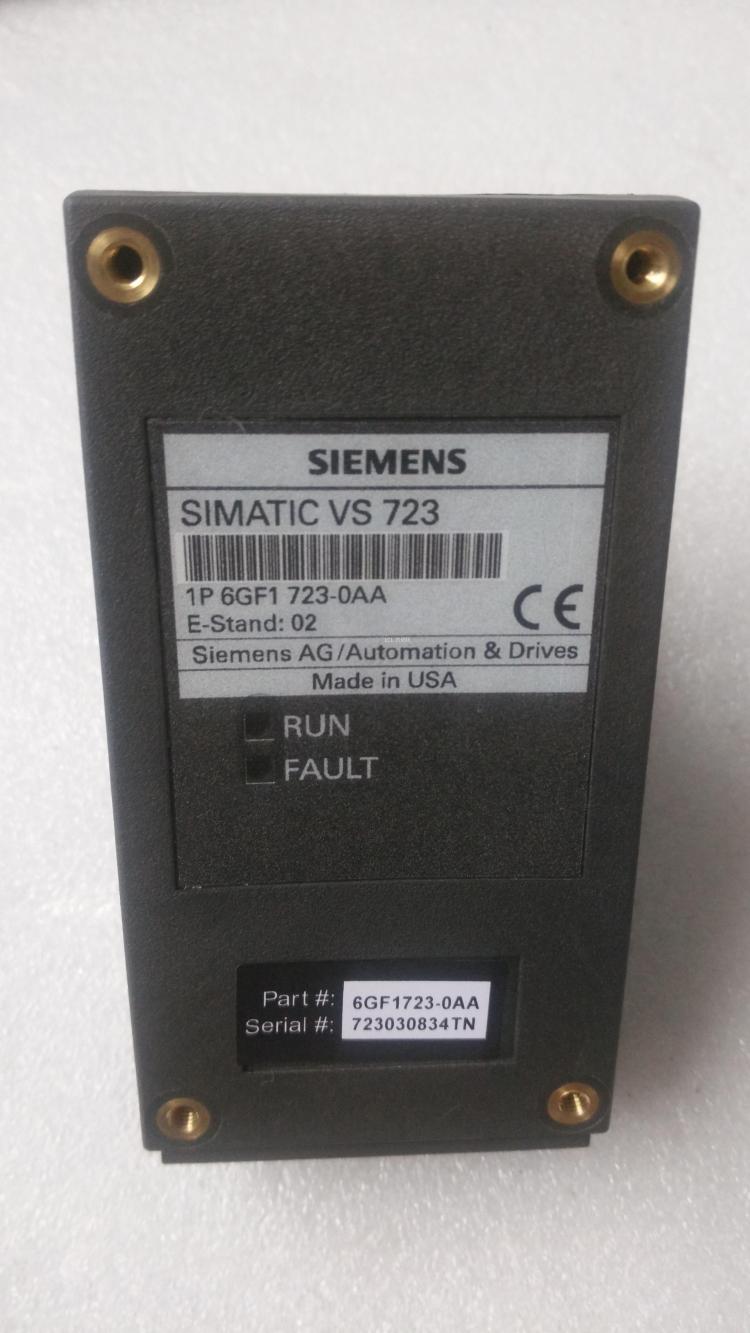 SIEMENS
SIMATIC VS 723
1P 6GF1 723-0AA
E-Stand: 02
CE
Siemens AG/Automation & Drives
Made in USA
RUN
FAULT
Part #: 6GF1723-0AA
Serial #: 723030834TN